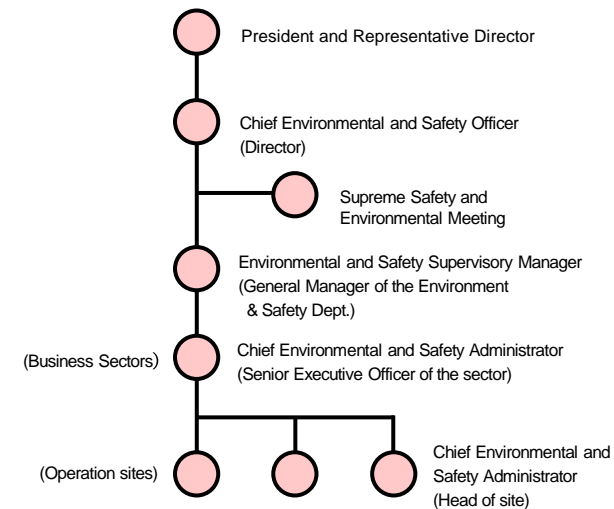 President and Representative Director
Chief Environmental and Safety Officer
(Director)
Supreme Safety and
Environmental Meeting
Environmental and Safety Supervisory Manager
(General Manager of the Environment
& Safety Dept.)
(Business Sectors)
Chief Environmental and Safety Administrator
(Senior Executive Officer of the sector)
(Operation sites)
Chief Environmental and
Safety Administrator
(Head of site)